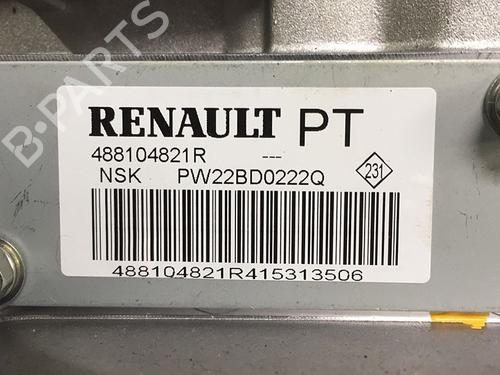 B-PARTS
RENAULT PT
488104821R ---
NSK PW22BD0222Q 231
488104821R415313506